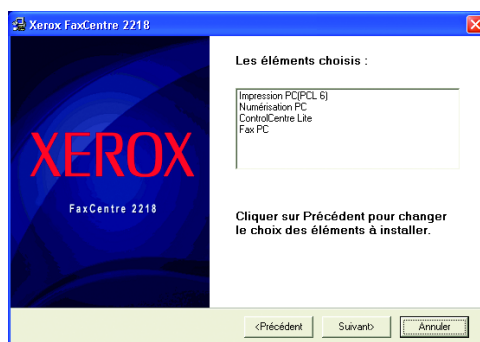 Xerox FaxCentre 2218
Les éléments choisis :
Impression PC(PCL 6)
Numérisation PC
ControlCentre Lite
Fax PC
XEROX
FaxCentre 2218
Cliquer sur Précédent pour changer
le choix des éléments à installer.
<Précédent
Suivant>
Annuler